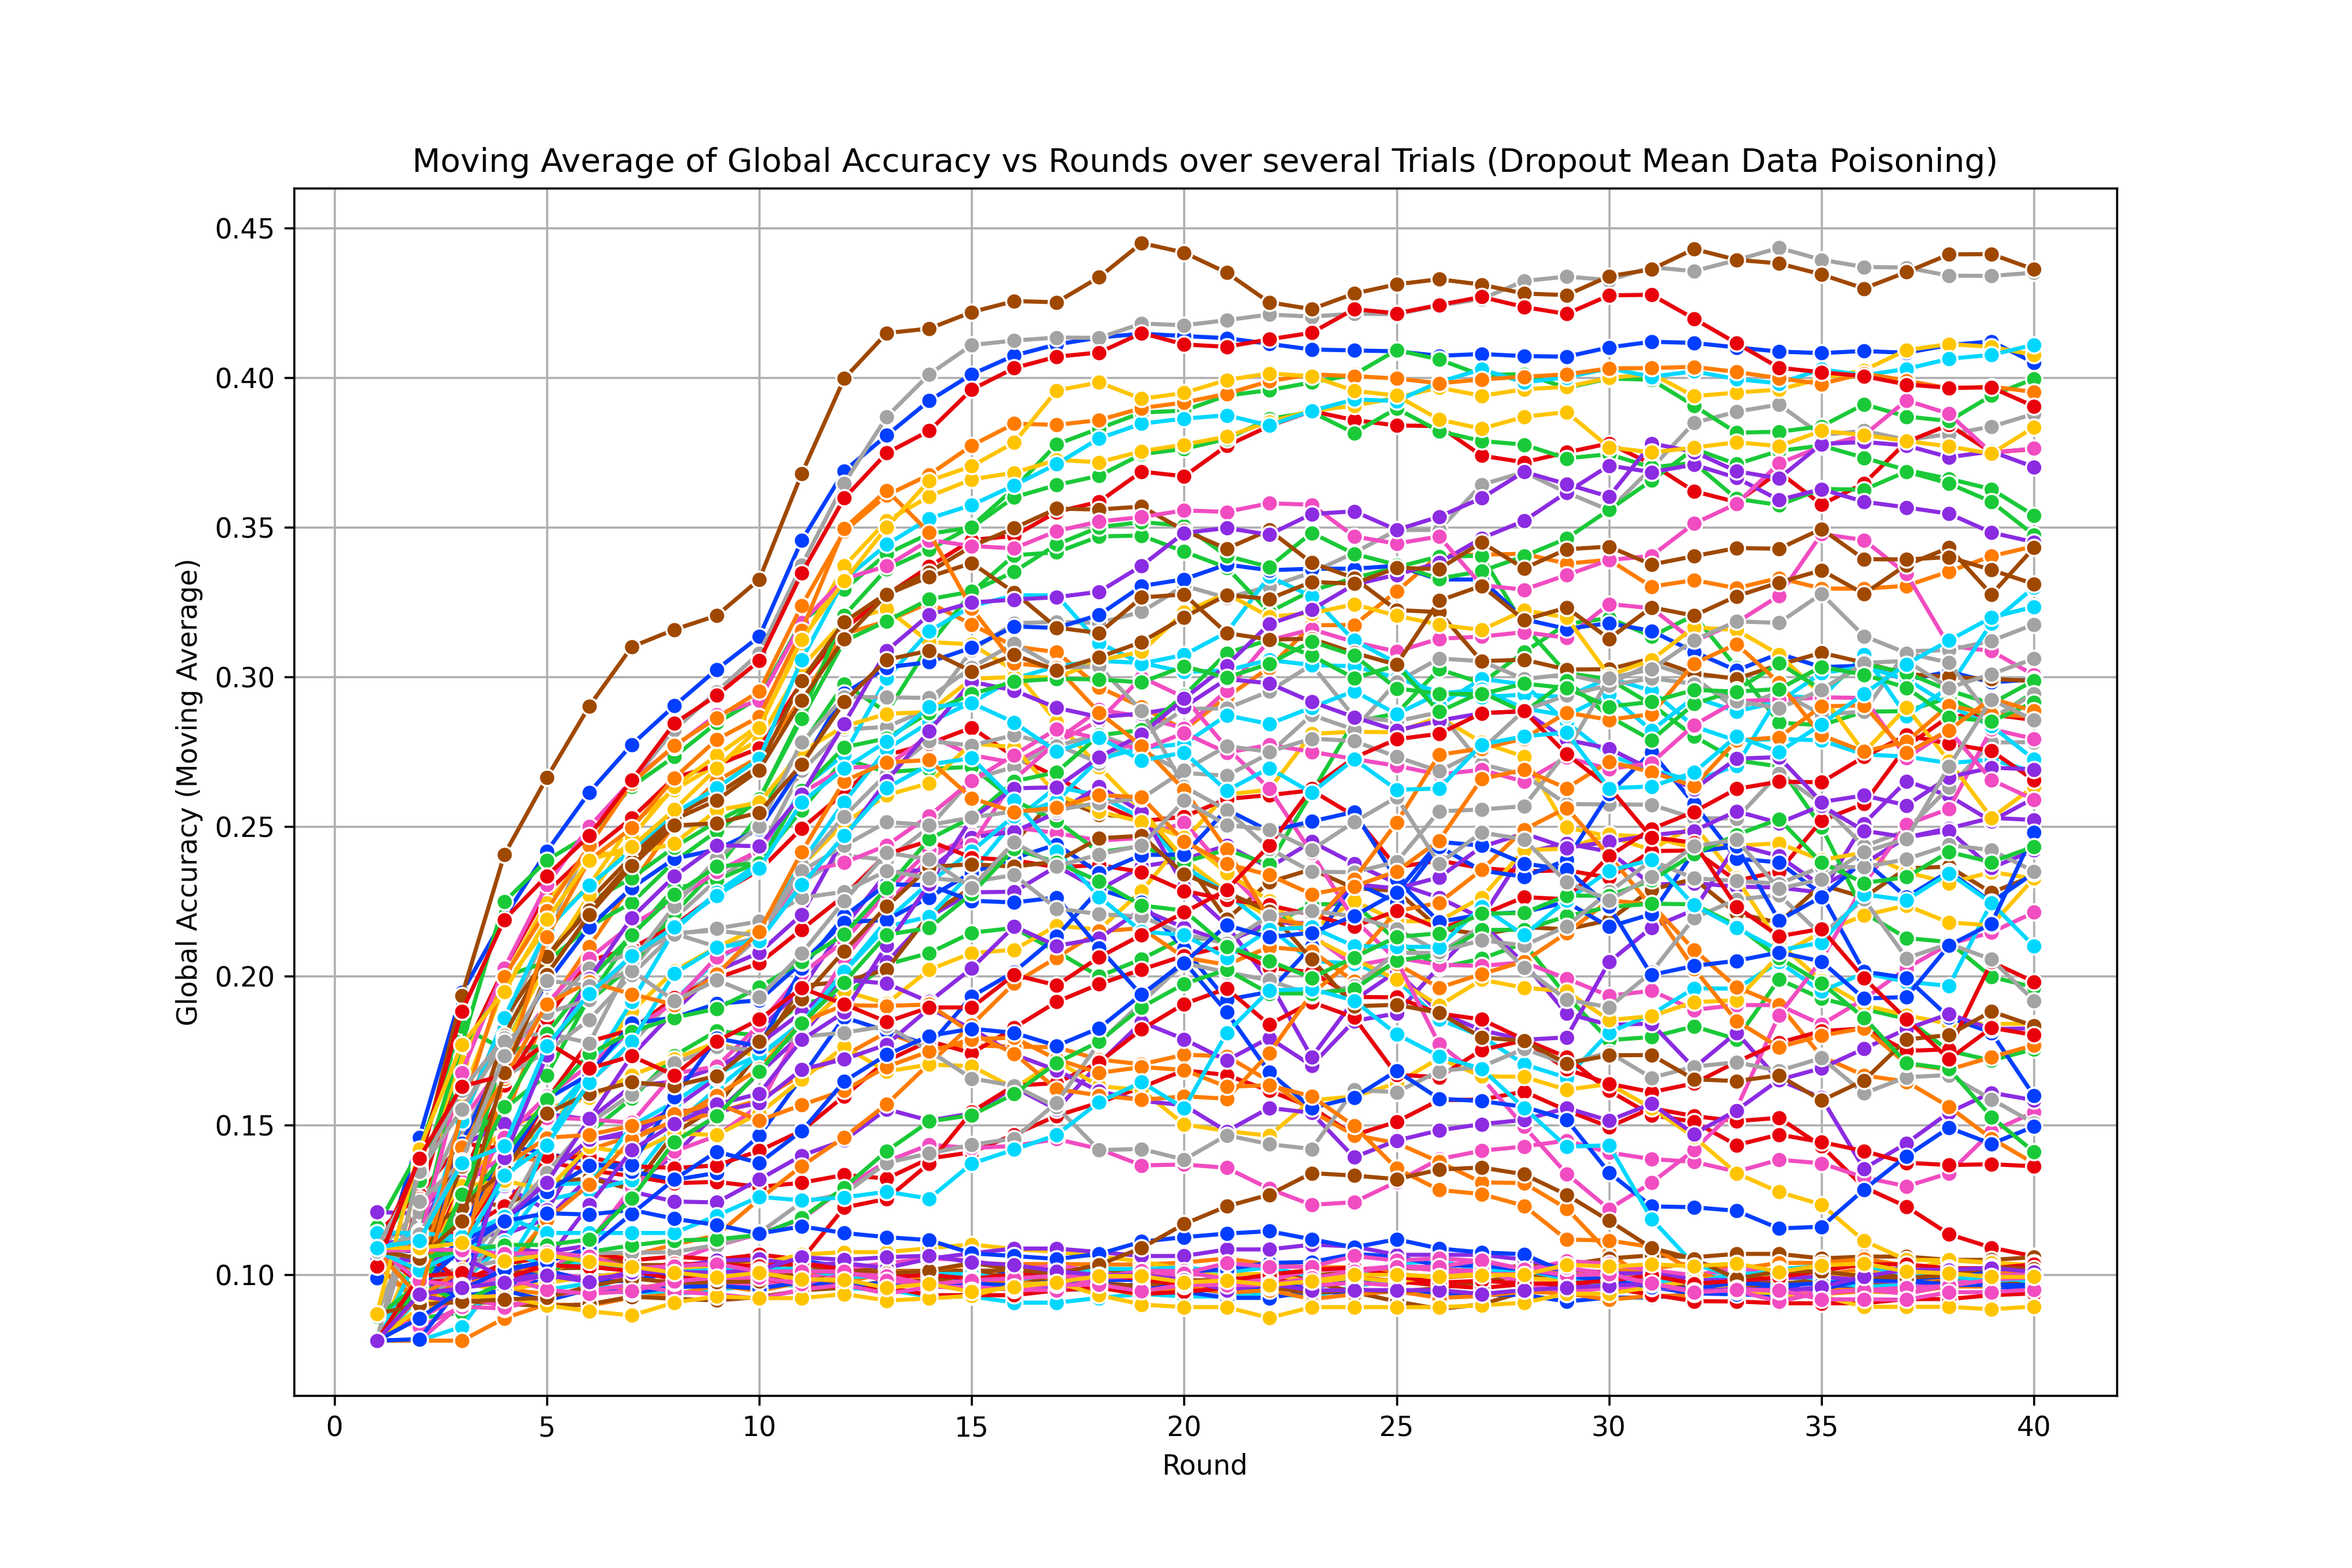 Moving Average of Global Accuracy vs Rounds over several Trials (Dropout Mean Data Poisoning)
Global Accuracy (Moving Average)
0.45
0.40
0.35
0.30
0.25
0.20
0.15
0.10
0 5 10 15 20 25 30 35 40
Round